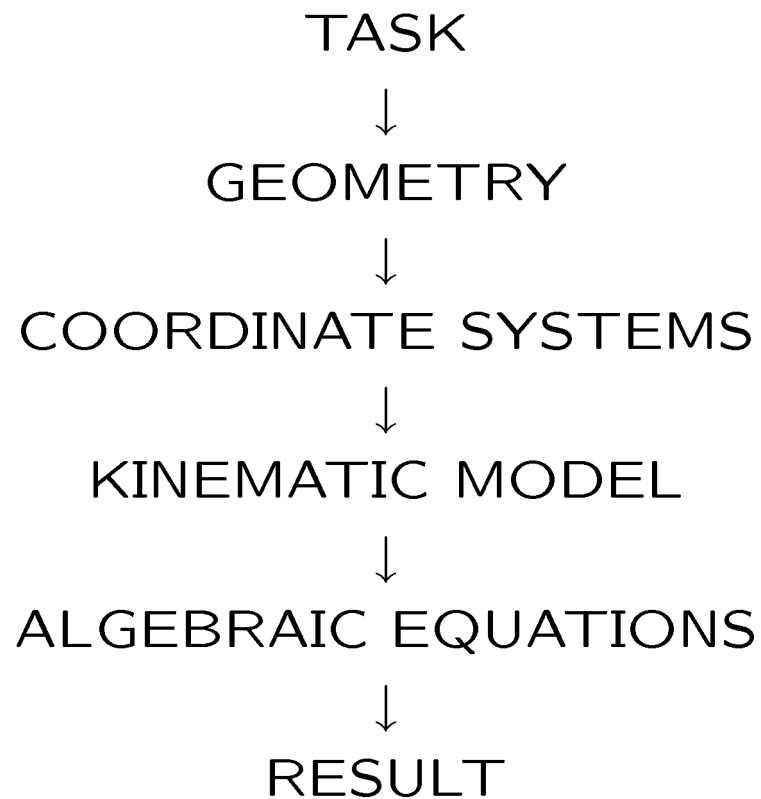 TASK
↓
GEOMETRY
↓
COORDINATE SYSTEMS
↓
KINEMATIC MODEL
↓
ALGEBRAIC EQUATIONS
↓
RESULT